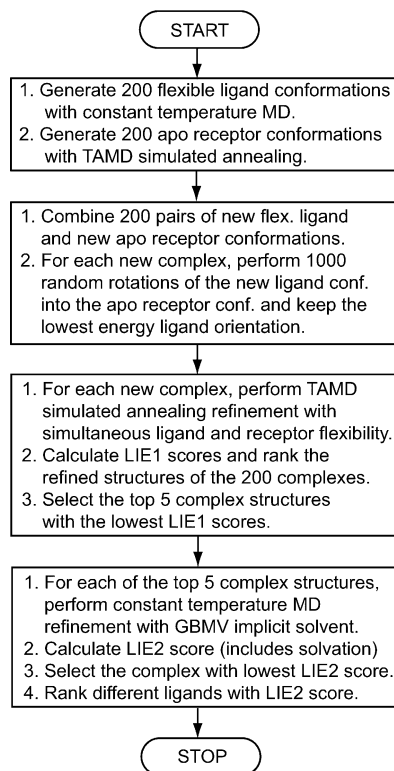 START
1. Generate 200 flexible ligand conformations
with constant temperature MD.
2. Generate 200 apo receptor conformations
with TAMD simulated annealing.
1. Combine 200 pairs of new flex. ligand
and new apo receptor conformations.
2. For each new complex, perform 1000
random rotations of the new ligand conf.
into the apo receptor conf. and keep the
lowest energy ligand orientation.
1. For each new complex, perform TAMD
simulated annealing refinement with
simultaneous ligand and receptor flexibility.
2. Calculate LIE1 scores and rank the
refined structures of the 200 complexes.
3. Select the top 5 complex structures
with the lowest LIE1 scores.
1. For each of the top 5 complex structures,
perform constant temperature MD
refinement with GBMV implicit solvent.
2. Calculate LIE2 score (includes solvation)
3. Select the complex with lowest LIE2 score.
4. Rank different ligands with LIE2 score.
STOP